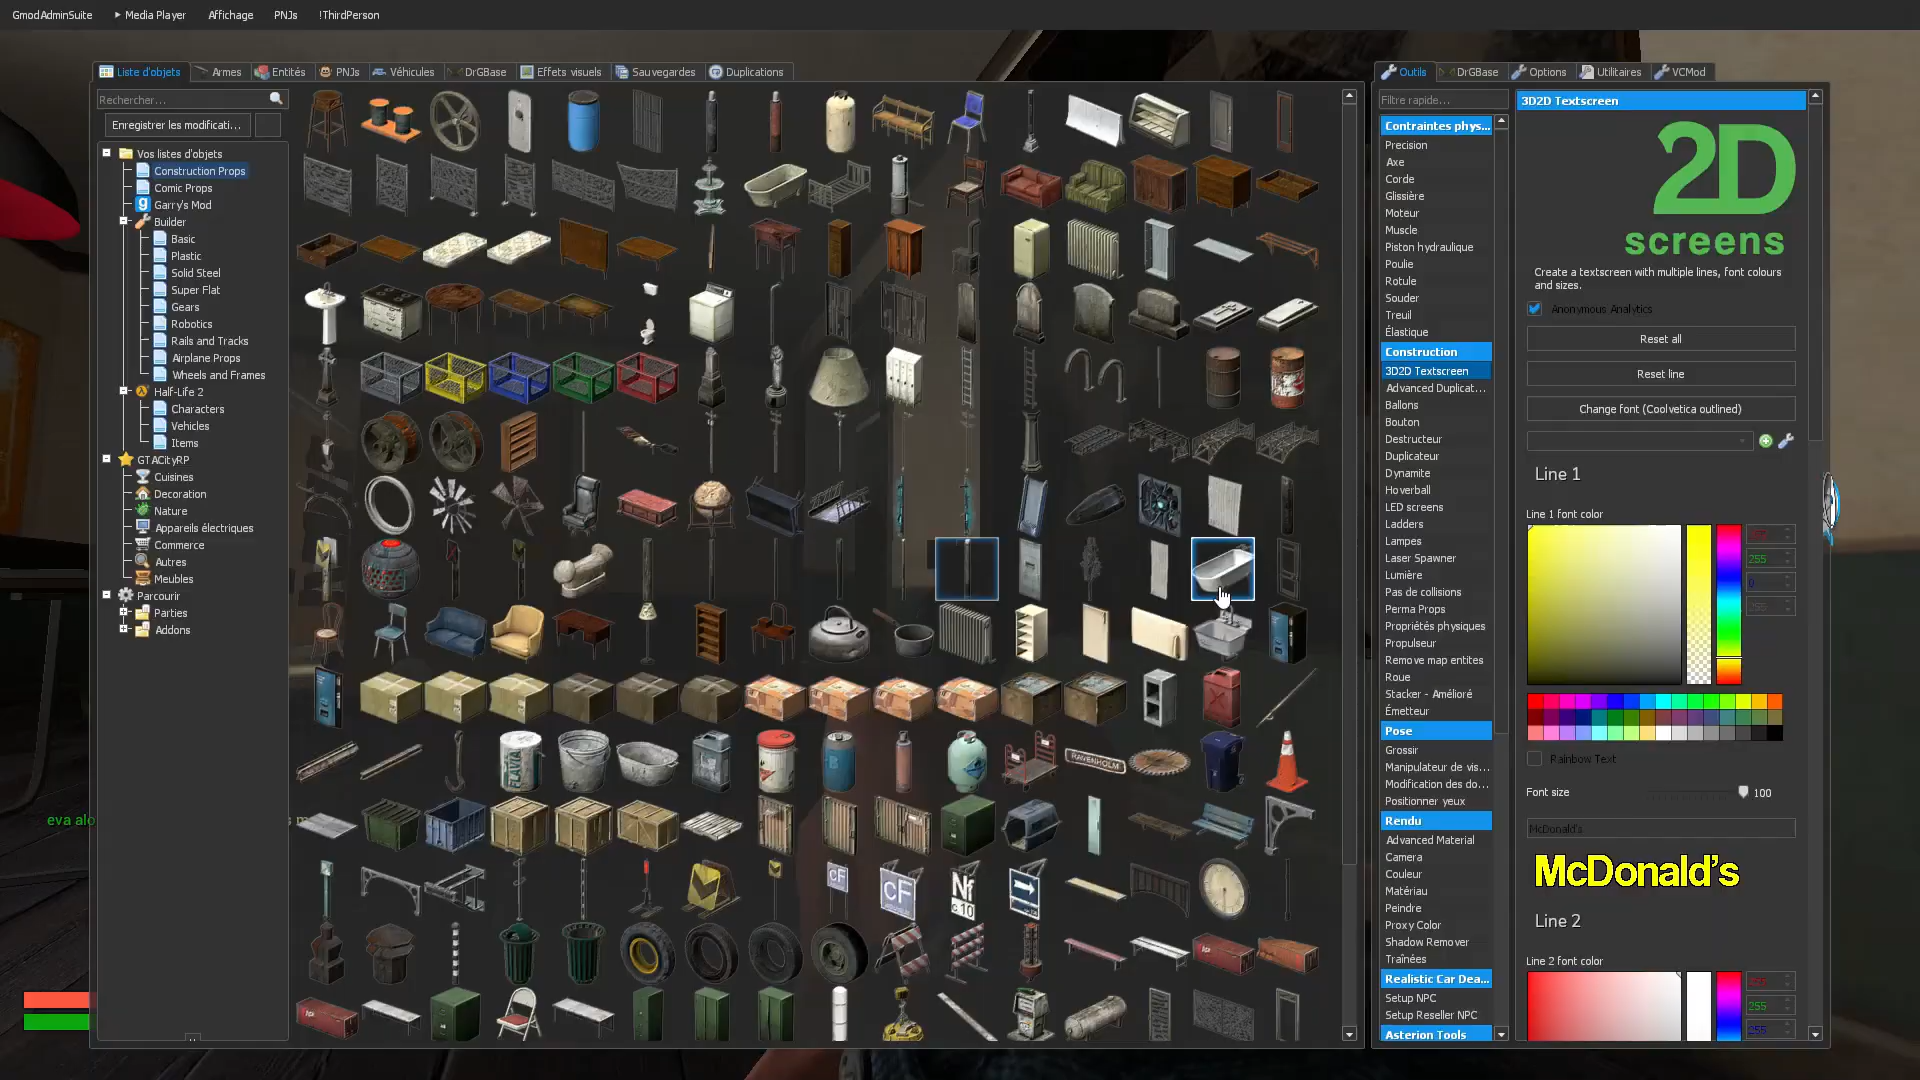 GmodAdminSuite
Media Player
Affichage
PNJs
!ThirdPerson
Liste d'objets
Armes
Entités
PNJs
Véhicules
DrGBase
Effets visuels
Sauvegardes
Duplications
Rechercher...
Enregistrer les modificati...
Vos listes d'objets
Construction Props
Comic Props
Garry's Mod
Builder
Basic
Plastic
Solid Steel
Super Flat
Gears
Robotics
Rails and Tracks
Airplane Props
Wheels and Frames
Half-Life 2
Characters
Vehicles
Items
GTACityRP
Cuisines
Decoration
Nature
Appareils électriques
Commerce
Autres
Meubles
Parcourir
Parties
Addons
eva alo
RAVENHOLM
cF
cF
Nf
c 10
Outils
DrGBase
Options
Utilitaires
VCMod
Filtre rapide...
Contraintes phys...
Precision
Axe
Corde
Glissière
Moteur
Muscle
Piston hydraulique
Poulie
Rotule
Souder
Treuil
Élastique
Construction
3D2D Textscreen
Advanced Duplicat...
Ballons
Bouton
Destructeur
Duplicateur
Dynamite
Hoverball
LED screens
Ladders
Lampes
Laser Spawner
Lumière
Pas de collisions
Perma Props
Propriétés physiques
Propulseur
Remove map entites
Roue
Stacker - Amélioré
Émetteur
Pose
Grossir
Manipulateur de vis...
Modification des do...
Positionner yeux
Rendu
Advanced Material
Camera
Couleur
Matériau
Peindre
Proxy Color
Shadow Remover
Traînées
Realistic Car Dea...
Setup NPC
Setup Reseller NPC
Asterion Tools
3D2D Textscreen
2D
screens
Create a textscreen with multiple lines, font colours
and sizes.
Anonymous Analytics
Reset all
Reset line
Change font (Coolvetica outlined)
Line 1
Line 1 font color
255
0
255
Rainbow Text
Font size
100
McDonald's
McDonald's
Line 2
Line 2 font color
255
255
255